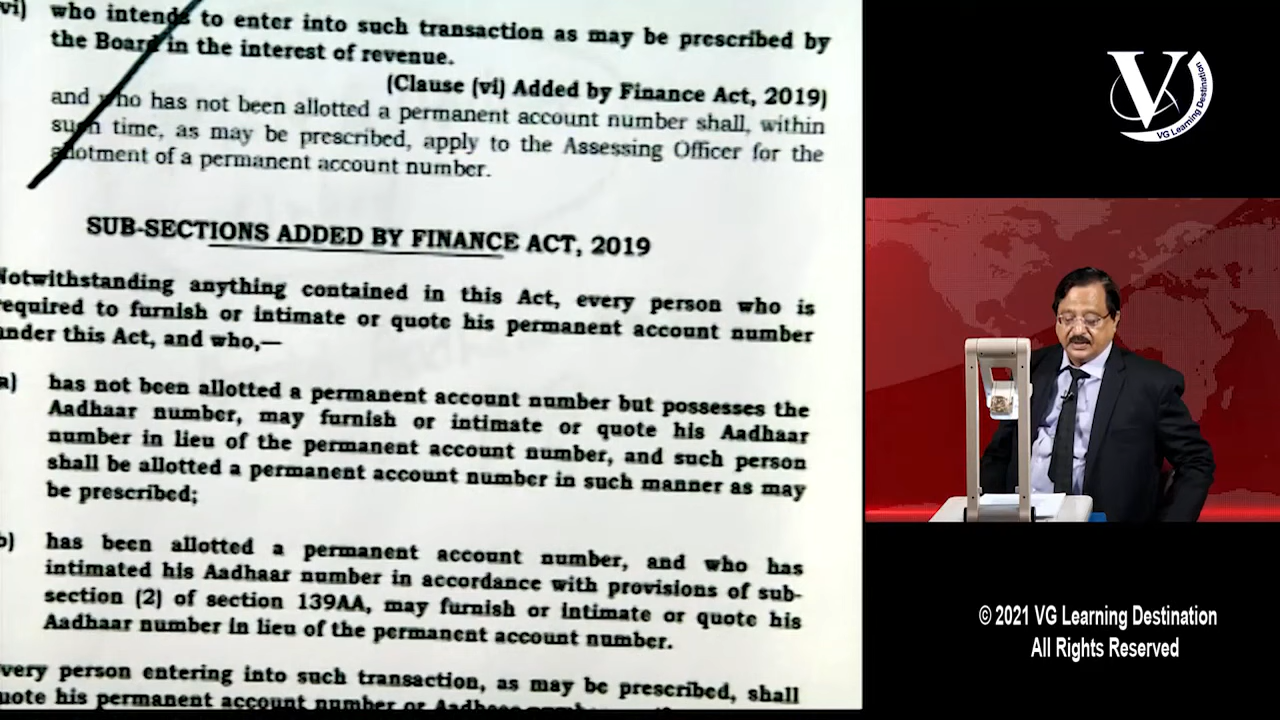 vi) who intends to enter into such transaction as may be prescribed by
the Board in the interest of revenue.
(Clause (vi) Added by Finance Act, 2019)
and who has not been allotted a permanent account number shall, within
such time, as may be prescribed, apply to the Assessing Officer for the
allotment of a permanent account number.
SUB-SECTIONS ADDED BY FINANCE ACT, 2019
Notwithstanding anything contained in this Act, every person who is
required to furnish or intimate or quote his permanent account number
under this Act, and who,—
a) has not been allotted a permanent account number but possesses the
Aadhaar number, may furnish or intimate or quote his Aadhaar
number in lieu of the permanent account number, and such person
shall be allotted a permanent account number in such manner as may
be prescribed;
b) has been allotted a permanent account number, and who has
intimated his Aadhaar number in accordance with provisions of sub-
section (2) of section 139AA, may furnish or intimate or quote his
Aadhaar number in lieu of the permanent account number.
every person entering into such transaction, as may be prescribed, shall
quote his permanent account number or Aadhaar number
V
VG Learning Destination
© 2021 VG Learning Destination
All Rights Reserved